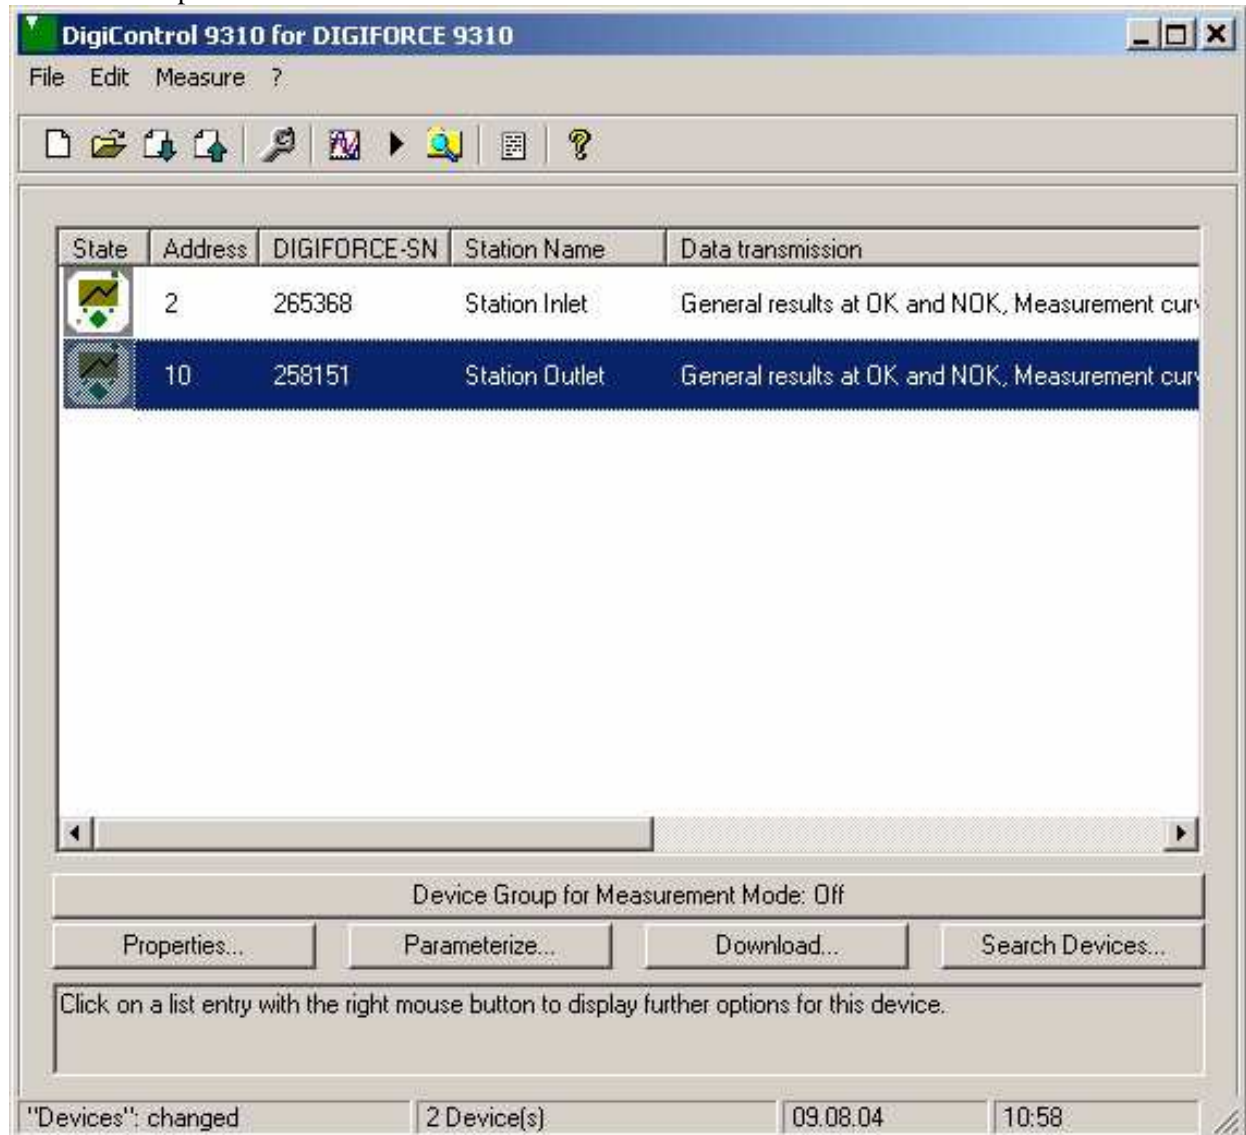 DigiControl 9310 for DIGIFORCE 9310
File Edit Measure ?
State Address DIGIFORCE-SN Station Name Data transmission
2 265368 Station Inlet General results at OK and NOK, Measurement curv
10 258151 Station Outlet General results at OK and NOK, Measurement curv
Device Group for Measurement Mode: Off
Properties... Parameterize... Download... Search Devices...
Click on a list entry with the right mouse button to display further options for this device.
"Devices": changed 2 Device(s) 09.08.04 10:58